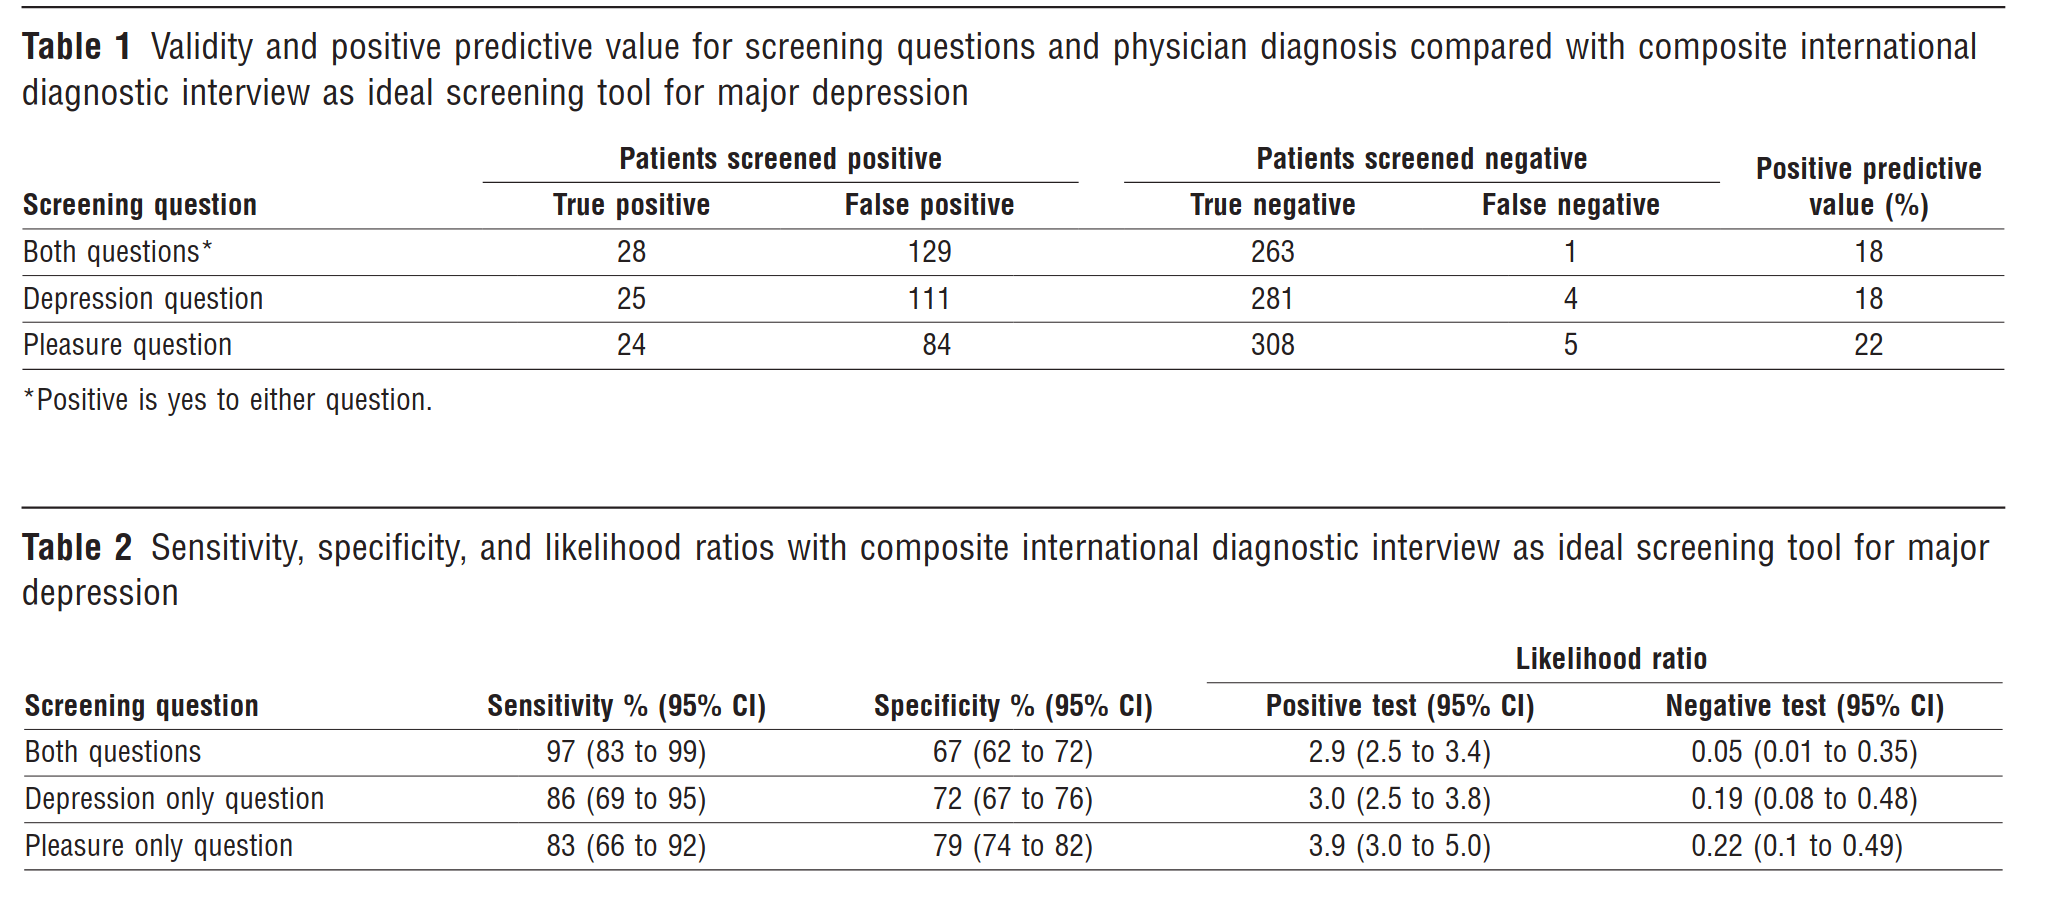 Table 1 Validity and positive predictive value for screening questions and physician diagnosis compared with composite international
diagnostic interview as ideal screening tool for major depression
Patients screened positive Patients screened negative Positive predictive
Screening question True positive False positive True negative False negative value (%)
Both questions* 28 129 263 1 18
Depression question 25 111 281 4 18
Pleasure question 24 84 308 5 22
*Positive is yes to either question.
Table 2 Sensitivity, specificity, and likelihood ratios with composite international diagnostic interview as ideal screening tool for major
depression
Likelihood ratio
Screening question Sensitivity % (95% CI) Specificity % (95% CI) Positive test (95% CI) Negative test (95% CI)
Both questions 97 (83 to 99) 67 (62 to 72) 2.9 (2.5 to 3.4) 0.05 (0.01 to 0.35)
Depression only question 86 (69 to 95) 72 (67 to 76) 3.0 (2.5 to 3.8) 0.19 (0.08 to 0.48)
Pleasure only question 83 (66 to 92) 79 (74 to 82) 3.9 (3.0 to 5.0) 0.22 (0.1 to 0.49)